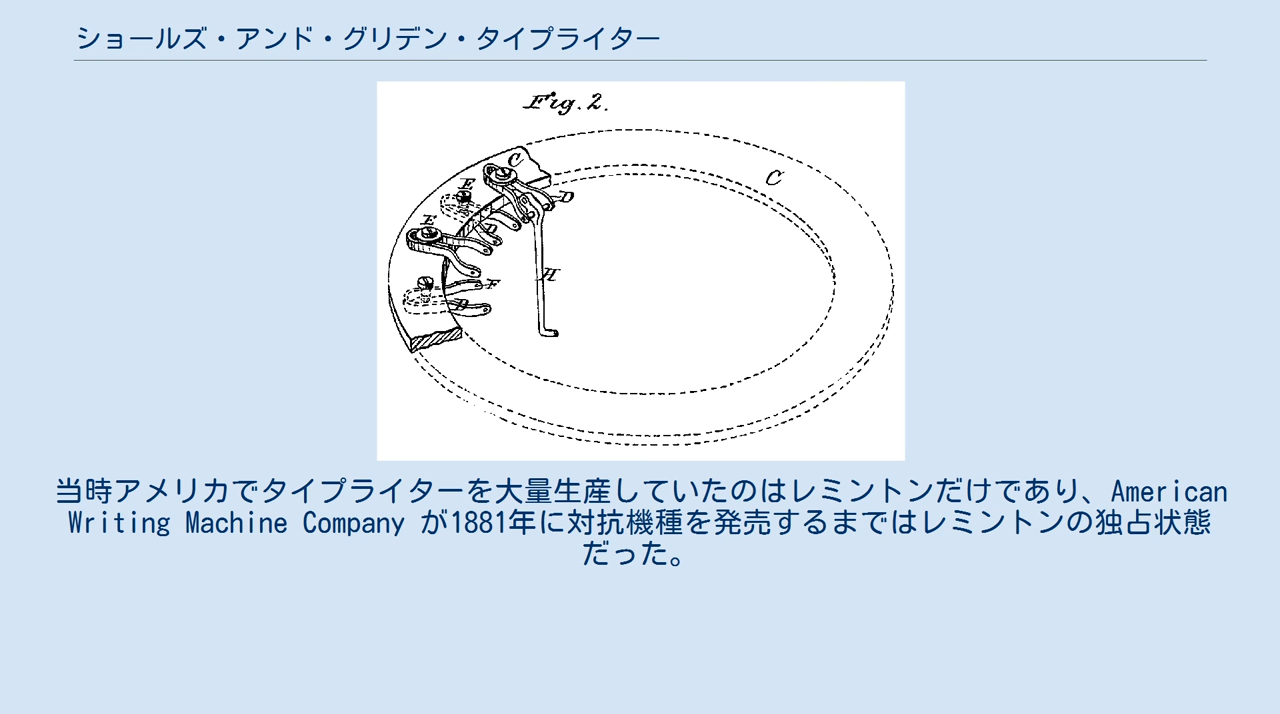 ショールズ・アンド・グリデン・タイプライター
Fig. 2.
C
C
E
D
E
D
H
F
D
当時アメリカでタイプライターを大量生産していたのはレミントンだけであり、American
Writing Machine Company が1881年に対抗機種を発売するまではレミントンの独占状態
だった。